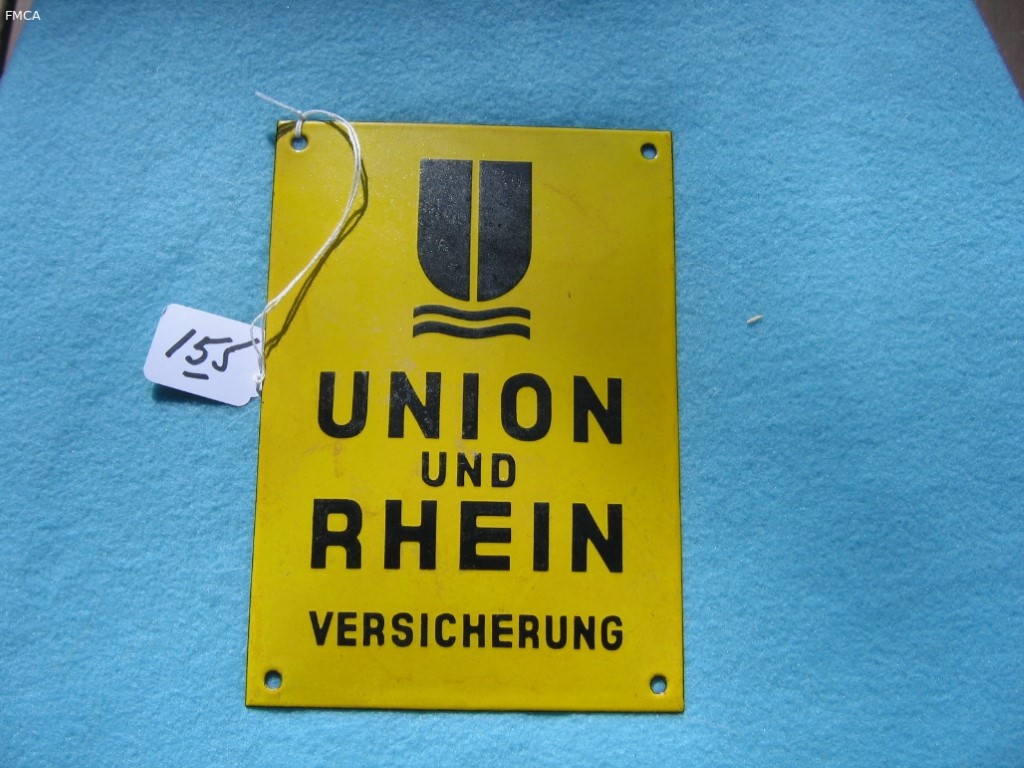 FMCA
155
UNION
UND
RHEIN
VERSICHERUNG